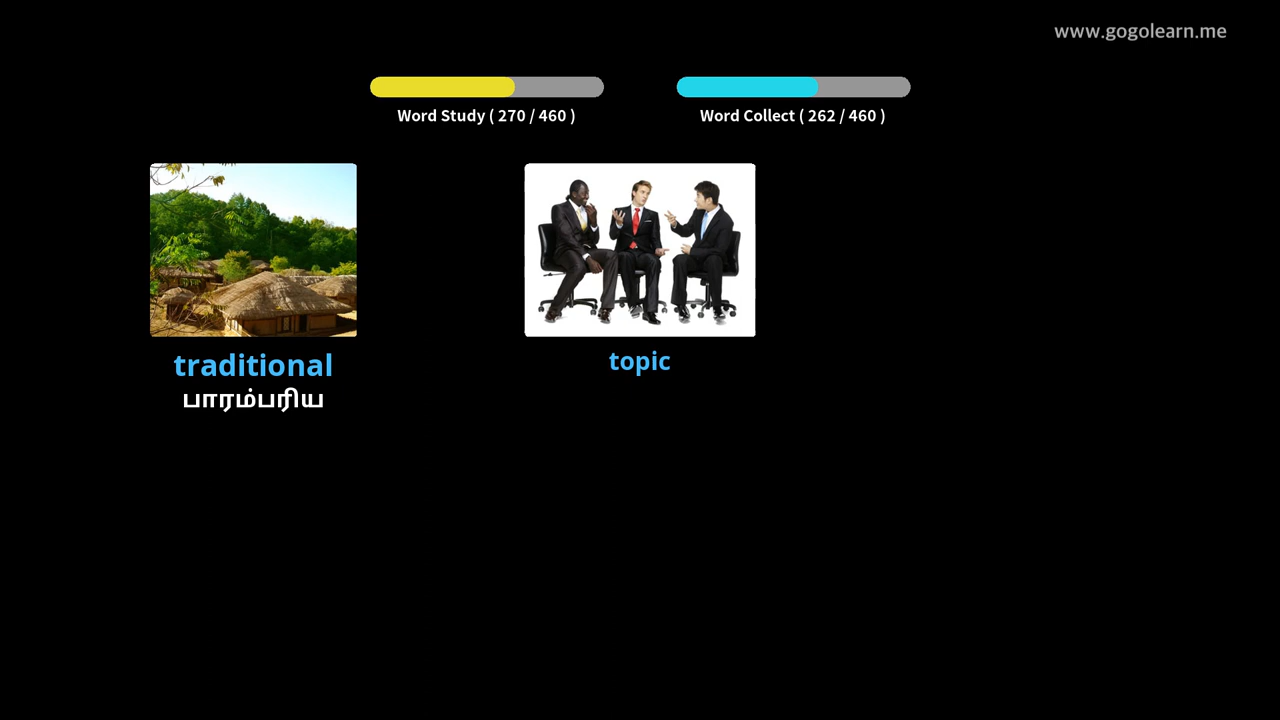 www.gogolearn.me
Word Study ( 270 / 460 )
Word Collect ( 262 / 460 )
traditional
பாரம்பரிய
topic